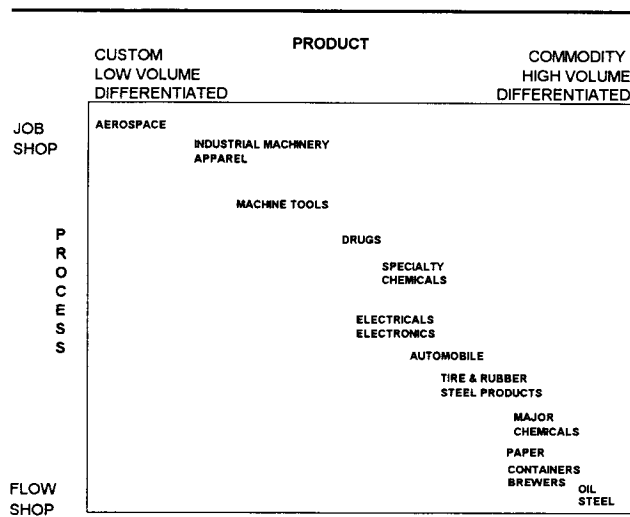 PRODUCT
CUSTOM
LOW VOLUME
DIFFERENTIATED
COMMODITY
HIGH VOLUME
DIFFERENTIATED
JOB
SHOP
AEROSPACE
INDUSTRIAL MACHINERY
APPAREL
MACHINE TOOLS
PROCESS
DRUGS
SPECIALTY
CHEMICALS
ELECTRICALS
ELECTRONICS
AUTOMOBILE
TIRE & RUBBER
STEEL PRODUCTS
MAJOR
CHEMICALS
PAPER
CONTAINERS
BREWERS
OIL
STEEL
FLOW
SHOP